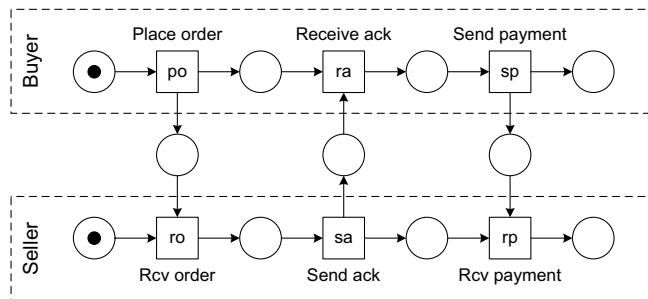 Buyer
Place order
Receive ack
Send payment
po
ra
sp
Seller
ro
sa
rp
Rcv order
Send ack
Rcv payment